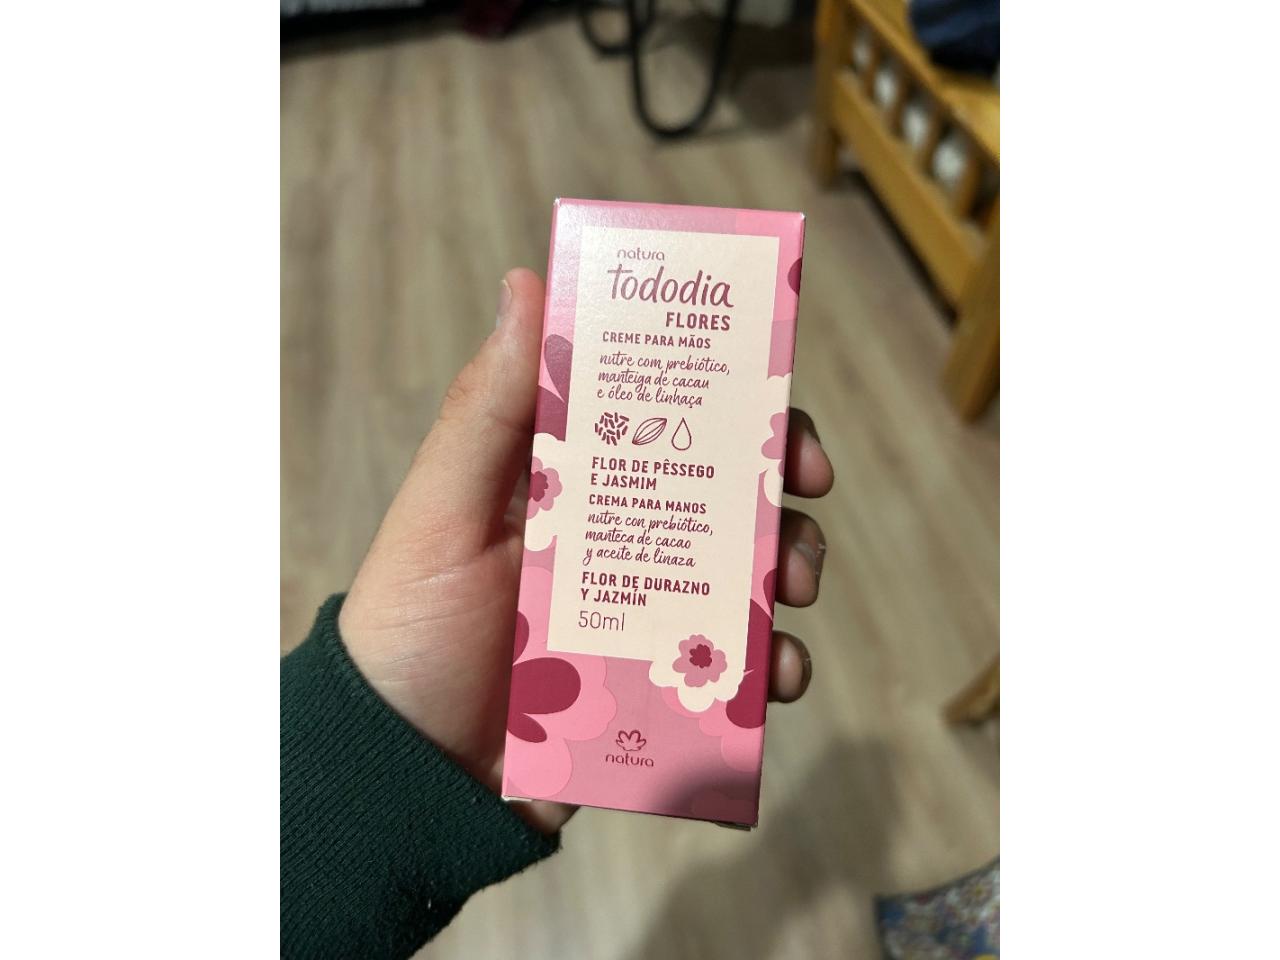 natura
tododia
FLORES
CREME PARA MÃOS
nutre com prebiótico,
manteiga de cacau
e óleo de linhaça
FLOR DE PÊSSEGO
E JASMIM
CREMA PARA MANOS
nutre con prebiótico,
manteca de cacao
y aceite de linaza
FLOR DE DURAZNO
Y JAZMÍN
50ml
natura